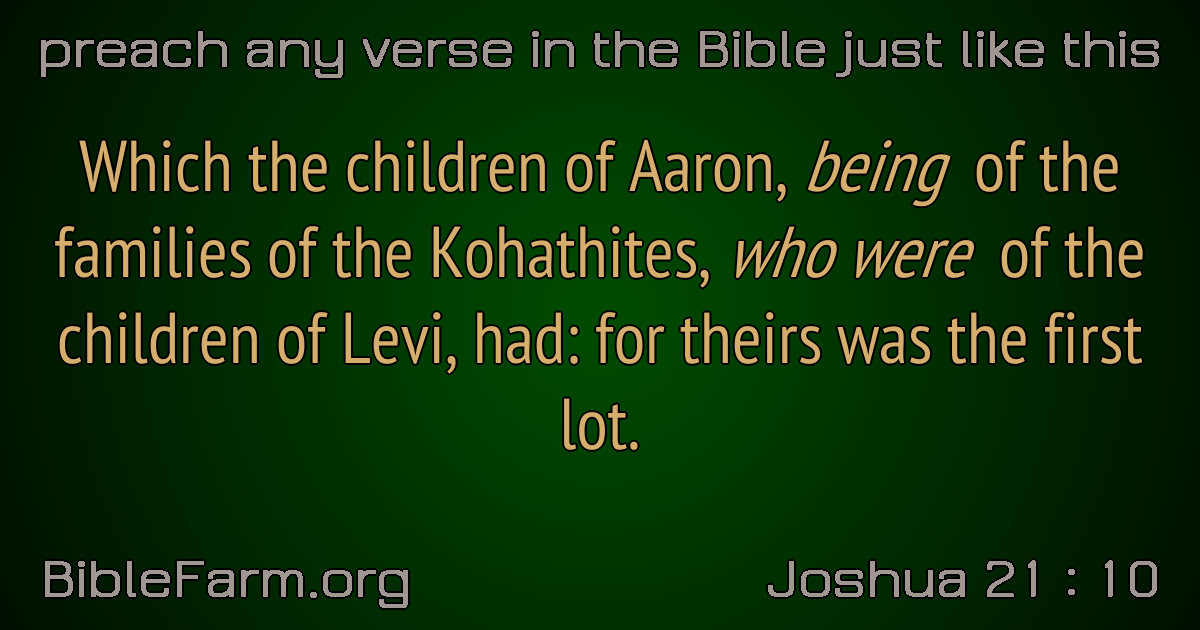 preach any verse in the Bible just like this
Which the children of Aaron, being of the
families of the Kohathites, who were of the
children of Levi, had: for theirs was the first
lot.
BibleFarm.org
Joshua 21 : 10